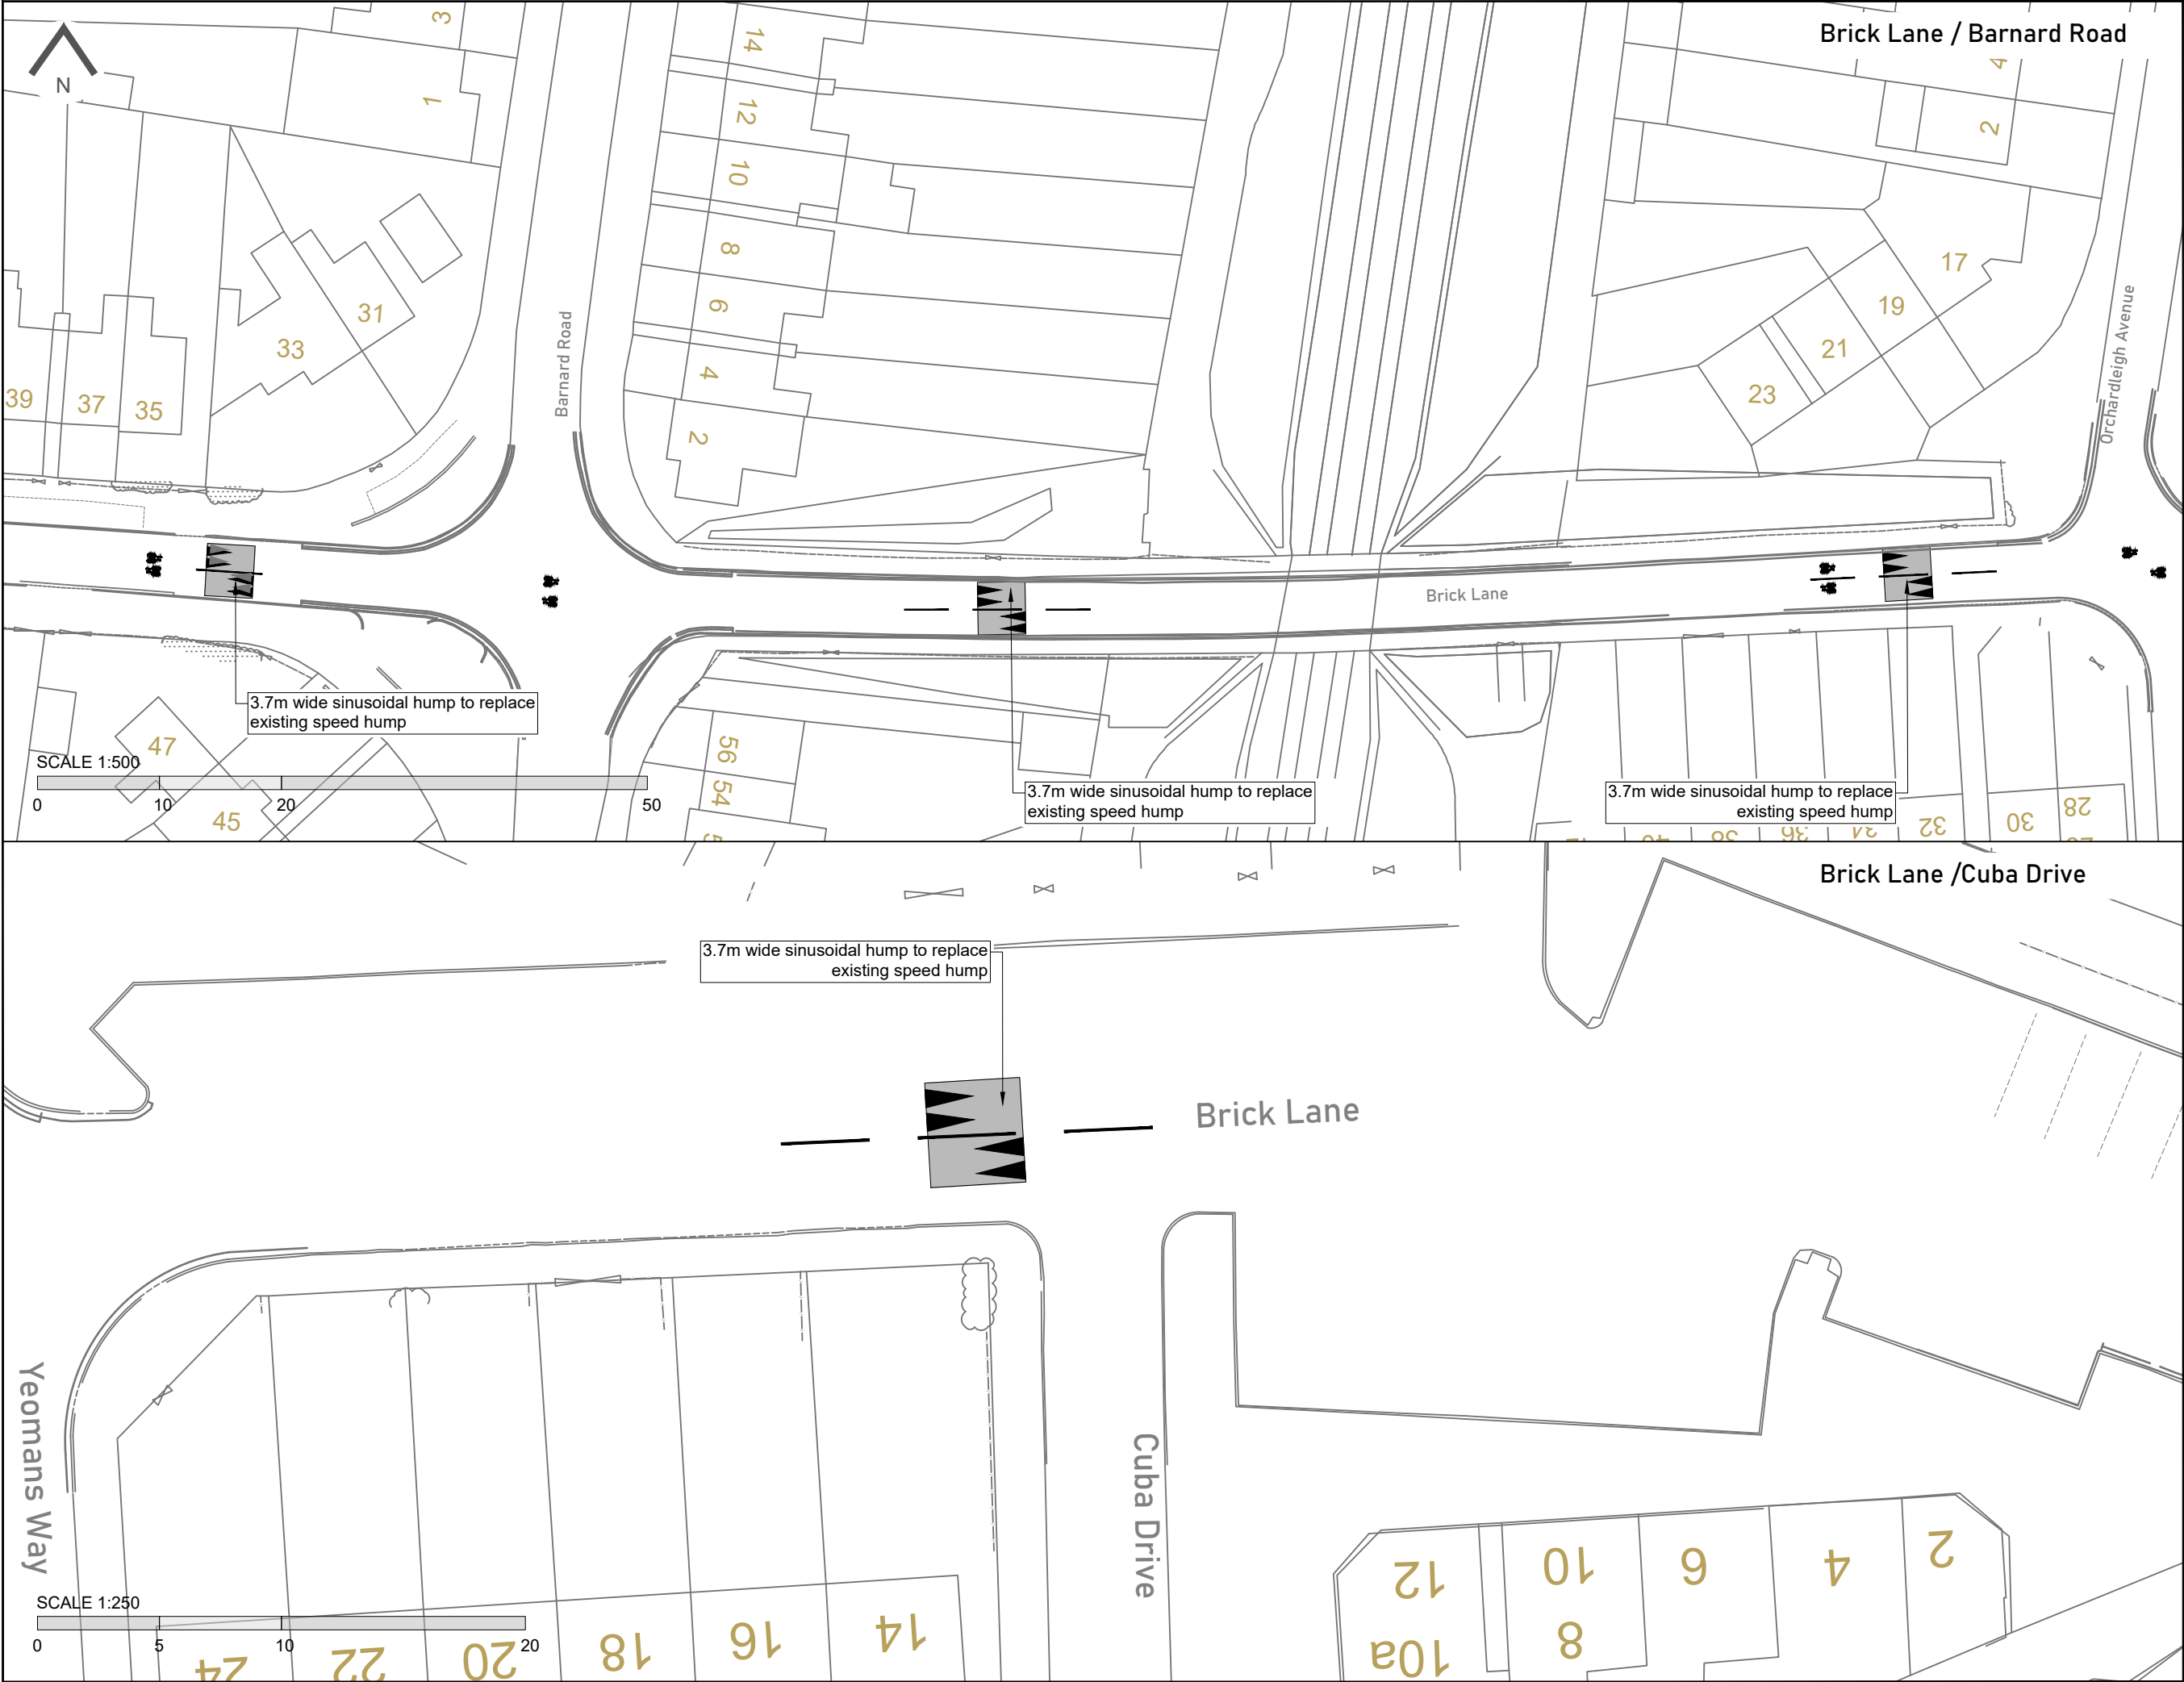 Brick Lane / Barnard Road
N
3
1
14
12
10
8
6
4
2
4
2
17
19
21
23
31
33
39
37
35
Barnard Road
Orchardleigh Avenue
Brick Lane
3.7m wide sinusoidal hump to replace
existing speed hump
3.7m wide sinusoidal hump to replace
existing speed hump
3.7m wide sinusoidal hump to replace
existing speed hump
47
45
56
54
32
30
28
SCALE 1:500
0 10 20 50
Brick Lane /Cuba Drive
3.7m wide sinusoidal hump to replace
existing speed hump
Brick Lane
Yeomans Way
Cuba Drive
12
10
6
4
2
10a
8
24
22
20
18
16
14
SCALE 1:250
0 5 10 20